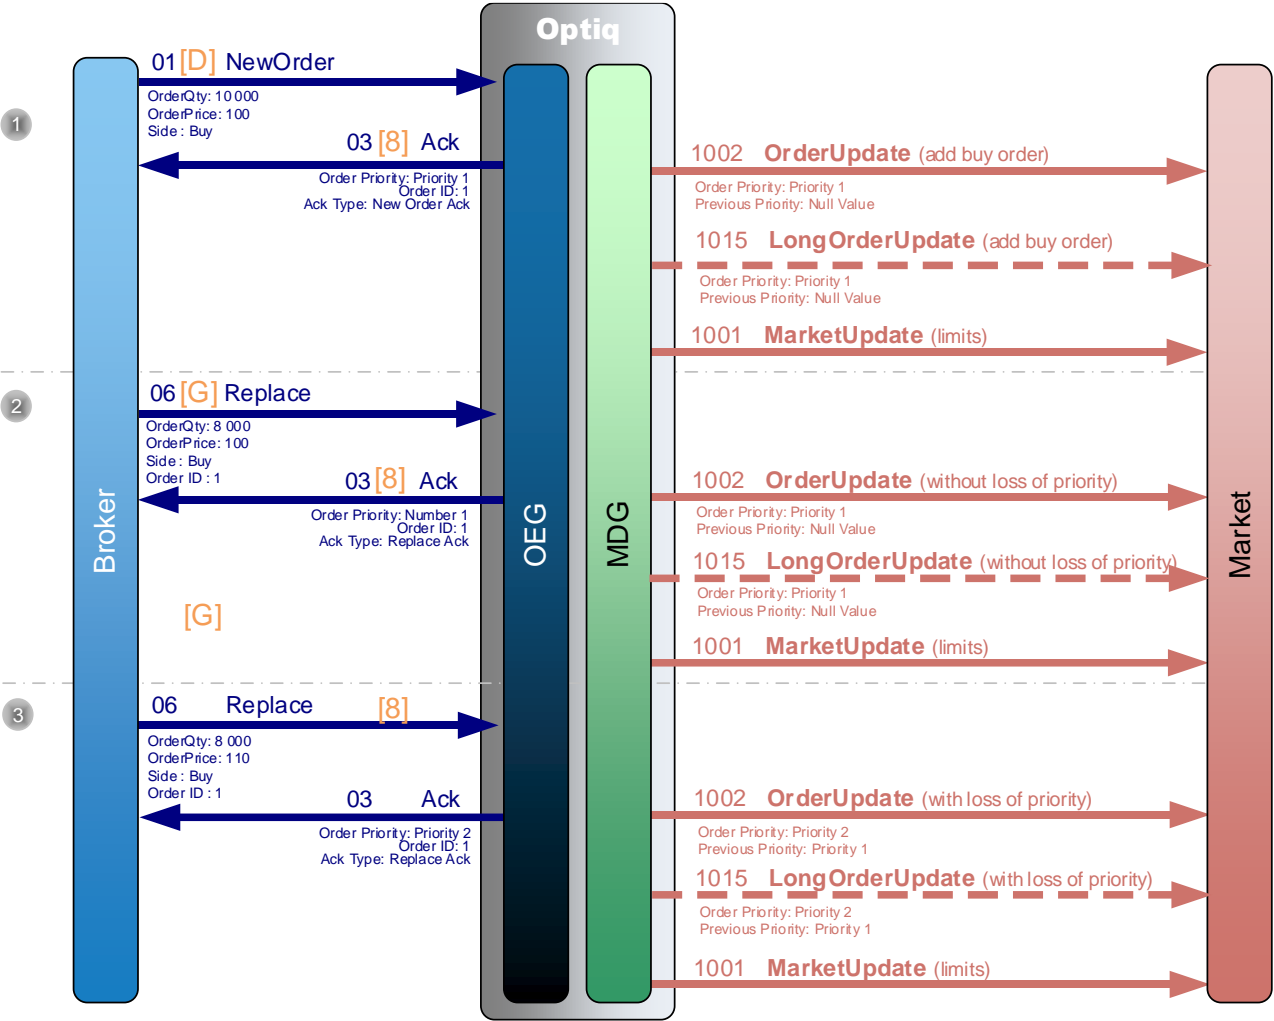 Optiq
1
01 [D] NewOrder
OrderQty: 10 000
OrderPrice: 100
Side : Buy
03 [8] Ack
Order Priority: Priority 1
Order ID: 1
Ack Type: New Order Ack
1002 OrderUpdate (add buy order)
Order Priority: Priority 1
Previous Priority: Null Value
1015 LongOrderUpdate (add buy order)
Order Priority: Priority 1
Previous Priority: Null Value
1001 MarketUpdate (limits)
2
06 [G] Replace
OrderQty: 8 000
OrderPrice: 100
Side : Buy
Order ID : 1
03 [8] Ack
Order Priority: Number 1
Order ID: 1
Ack Type: Replace Ack
1002 OrderUpdate (without loss of priority)
Order Priority: Priority 1
Previous Priority: Null Value
1015 LongOrderUpdate (without loss of priority)
Order Priority: Priority 1
Previous Priority: Null Value
1001 MarketUpdate (limits)
Broker
OEG
MDG
Market
[G]
3
06 Replace [8]
OrderQty: 8 000
OrderPrice: 110
Side : Buy
Order ID : 1
03 Ack
Order Priority: Priority 2
Order ID: 1
Ack Type: Replace Ack
1002 OrderUpdate (with loss of priority)
Order Priority: Priority 2
Previous Priority: Priority 1
1015 LongOrderUpdate (with loss of priority)
Order Priority: Priority 2
Previous Priority: Priority 1
1001 MarketUpdate (limits)